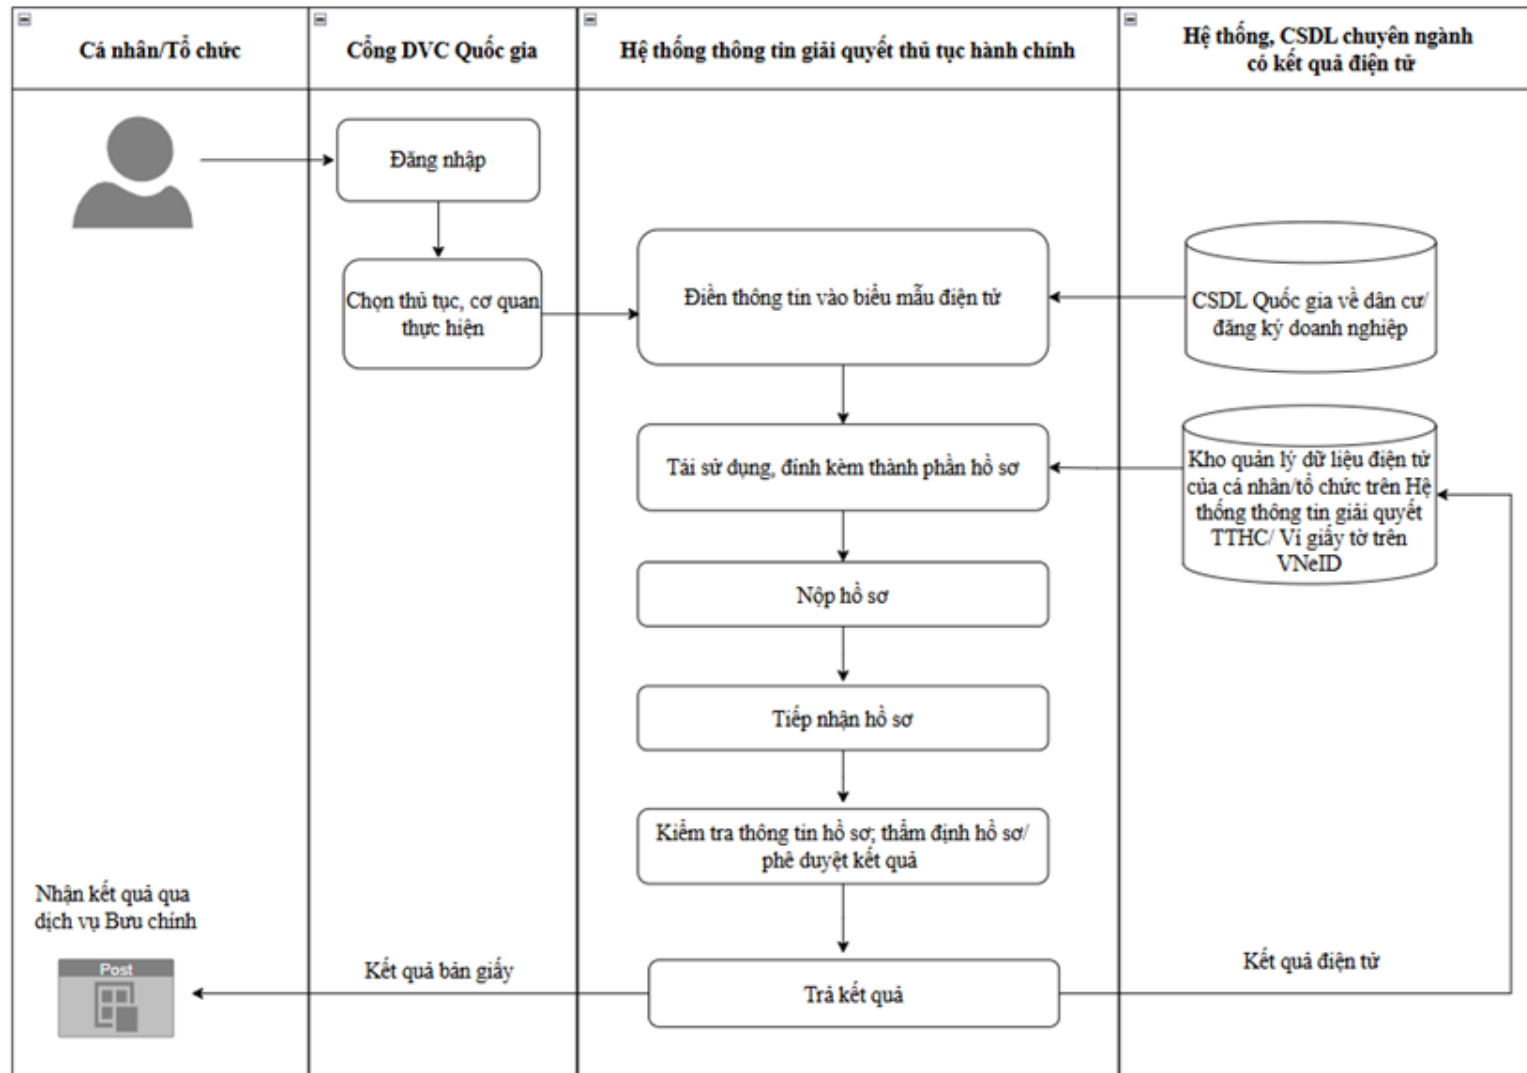 Cá nhân/Tổ chức
Cổng DVC Quốc gia
Hệ thống thông tin giải quyết thủ tục hành chính
Hệ thống, CSDL chuyên ngành
có kết quả điện tử
Đăng nhập
Chọn thủ tục, cơ quan
thực hiện
Điền thông tin vào biểu mẫu điện tử
CSDL Quốc gia về dân cư/
đăng ký doanh nghiệp
Tái sử dụng, đính kèm thành phần hồ sơ
Kho quản lý dữ liệu điện tử
của cá nhân/tổ chức trên Hệ
thống thông tin giải quyết
TTHC/ Ví giấy tờ trên
VNeID
Nộp hồ sơ
Tiếp nhận hồ sơ
Kiểm tra thông tin hồ sơ; thẩm định hồ sơ/
phê duyệt kết quả
Nhận kết quả qua
dịch vụ Bưu chính
Post
Kết quả bản giấy
Trả kết quả
Kết quả điện tử